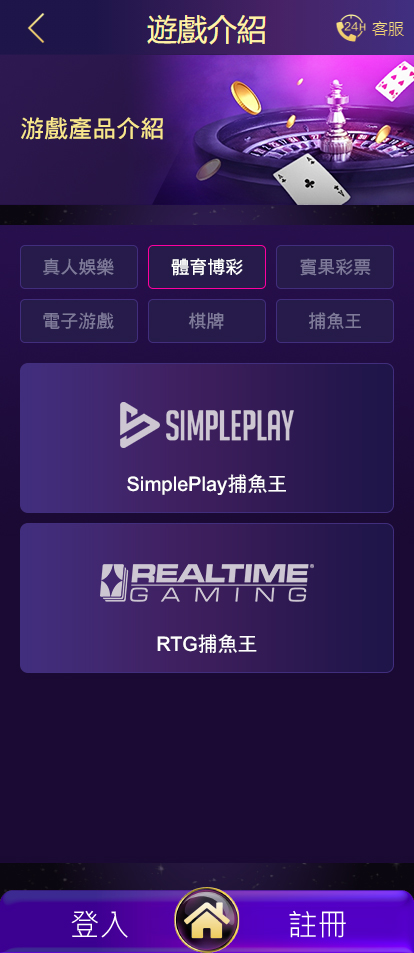 遊戲介紹
24H 客服
游戲產品介紹
真人娛樂 體育博彩 賓果彩票
電子游戲 棋牌 捕魚王
SIMPLEPLAY
SimplePlay捕魚王
REALTIME
GAMING
RTG捕魚王
登入 註冊